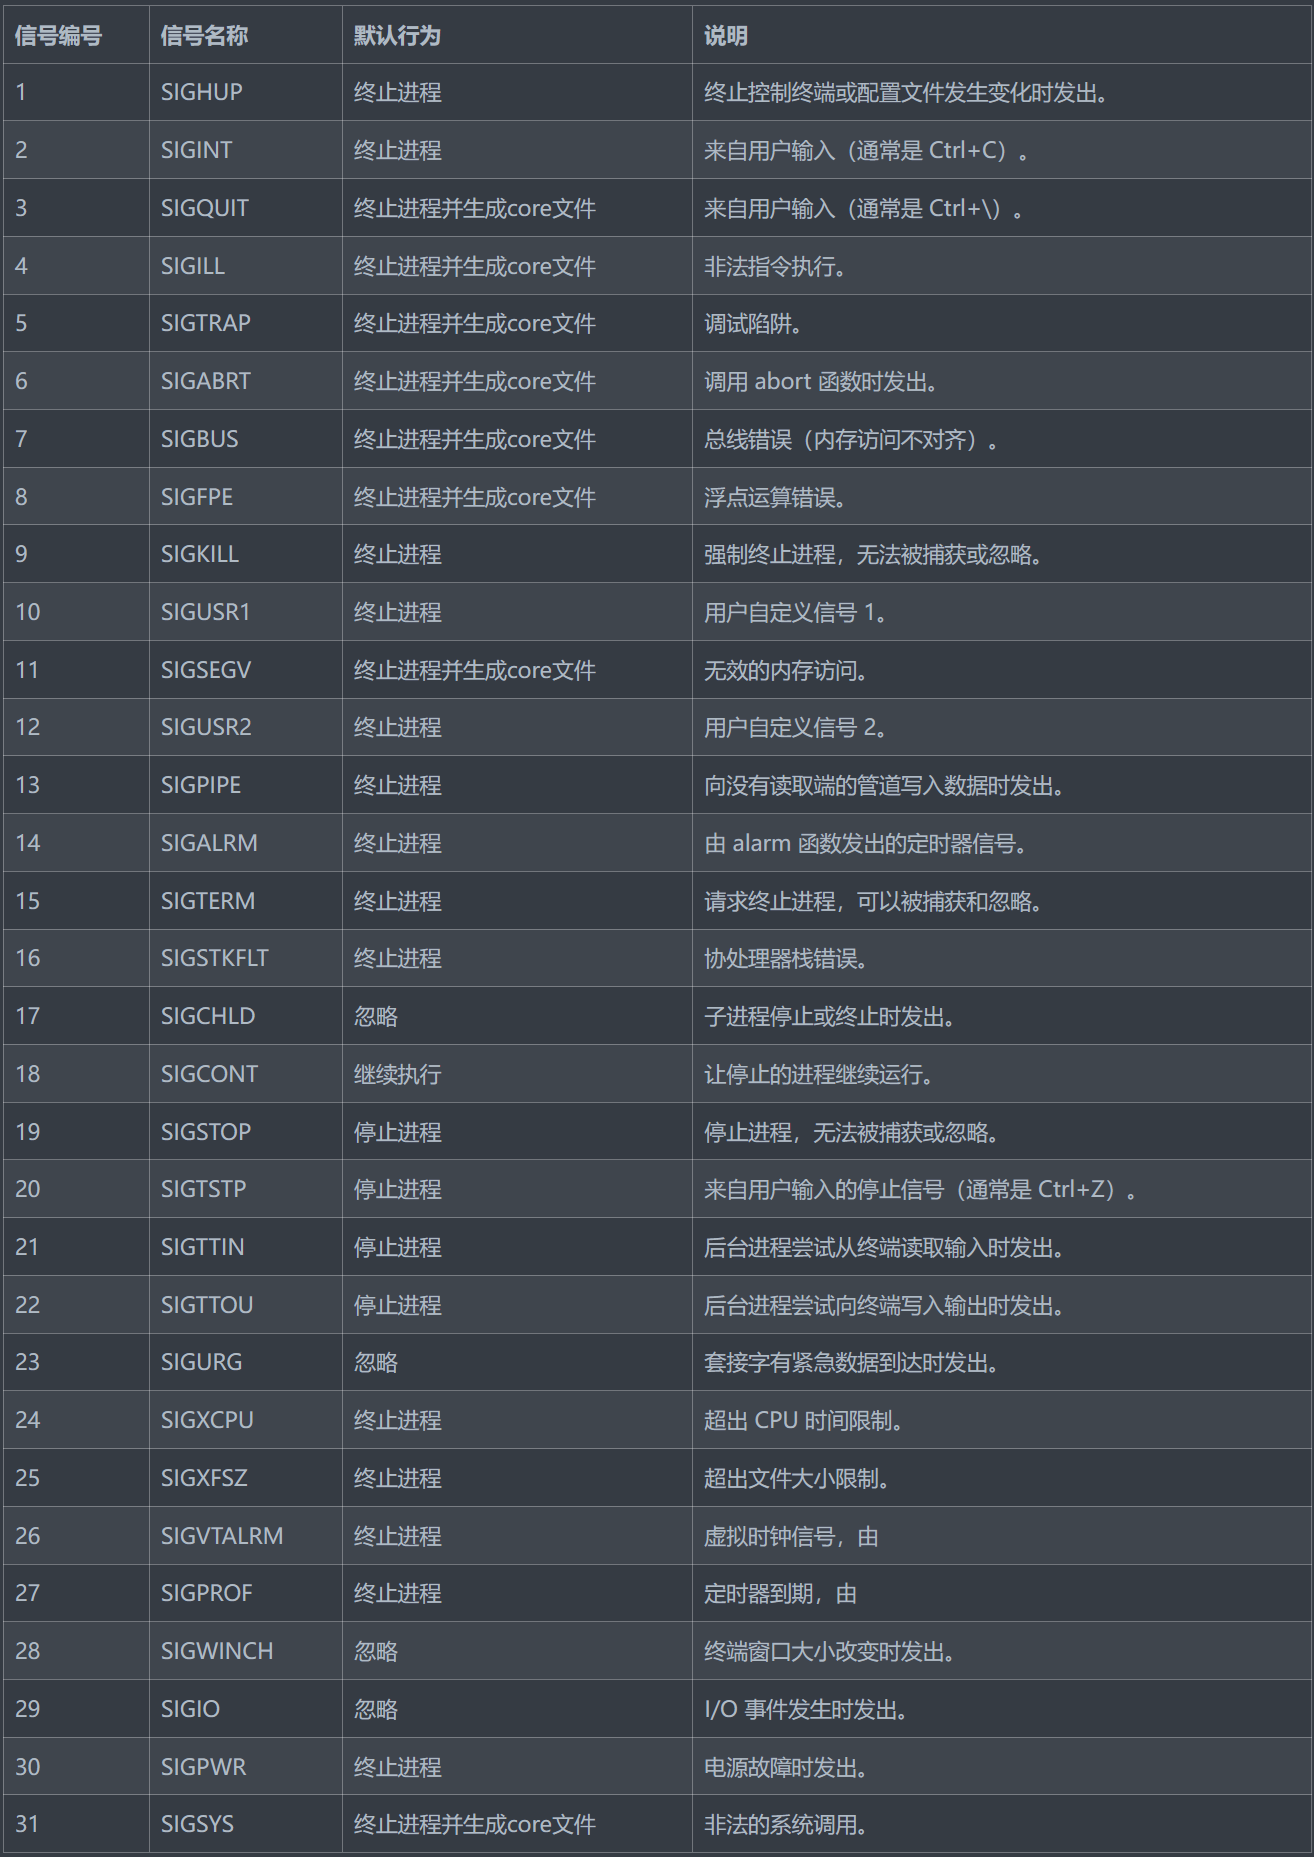 信号编号 信号名称 默认行为 说明
1 SIGHUP 终止进程 终止控制终端或配置文件发生变化时发出。
2 SIGINT 终止进程 来自用户输入（通常是 Ctrl+C）。
3 SIGQUIT 终止进程并生成core文件 来自用户输入（通常是 Ctrl+\）。
4 SIGILL 终止进程并生成core文件 非法指令执行。
5 SIGTRAP 终止进程并生成core文件 调试陷阱。
6 SIGABRT 终止进程并生成core文件 调用 abort 函数时发出。
7 SIGBUS 终止进程并生成core文件 总线错误（内存访问不对齐）。
8 SIGFPE 终止进程并生成core文件 浮点运算错误。
9 SIGKILL 终止进程 强制终止进程，无法被捕获或忽略。
10 SIGUSR1 终止进程 用户自定义信号 1。
11 SIGSEGV 终止进程并生成core文件 无效的内存访问。
12 SIGUSR2 终止进程 用户自定义信号 2。
13 SIGPIPE 终止进程 向没有读取端的管道写入数据时发出。
14 SIGALRM 终止进程 由 alarm 函数发出的定时器信号。
15 SIGTERM 终止进程 请求终止进程，可以被捕获和忽略。
16 SIGSTKFLT 终止进程 协处理器栈错误。
17 SIGCHLD 忽略 子进程停止或终止时发出。
18 SIGCONT 继续执行 让停止的进程继续运行。
19 SIGSTOP 停止进程 停止进程，无法被捕获或忽略。
20 SIGTSTP 停止进程 来自用户输入的停止信号（通常是 Ctrl+Z）。
21 SIGTTIN 停止进程 后台进程尝试从终端读取输入时发出。
22 SIGTTOU 停止进程 后台进程尝试向终端写入输出时发出。
23 SIGURG 忽略 套接字有紧急数据到达时发出。
24 SIGXCPU 终止进程 超出 CPU 时间限制。
25 SIGXFSZ 终止进程 超出文件大小限制。
26 SIGVTALRM 终止进程 虚拟时钟信号，由
27 SIGPROF 终止进程 定时器到期，由
28 SIGWINCH 忽略 终端窗口大小改变时发出。
29 SIGIO 忽略 I/O 事件发生时发出。
30 SIGPWR 终止进程 电源故障时发出。
31 SIGSYS 终止进程并生成core文件 非法的系统调用。